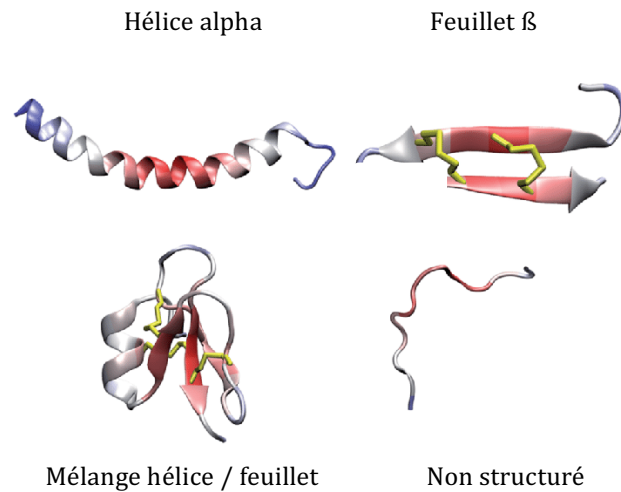 Hélice alpha
Feuillet ß
Mélange hélice / feuillet
Non structuré